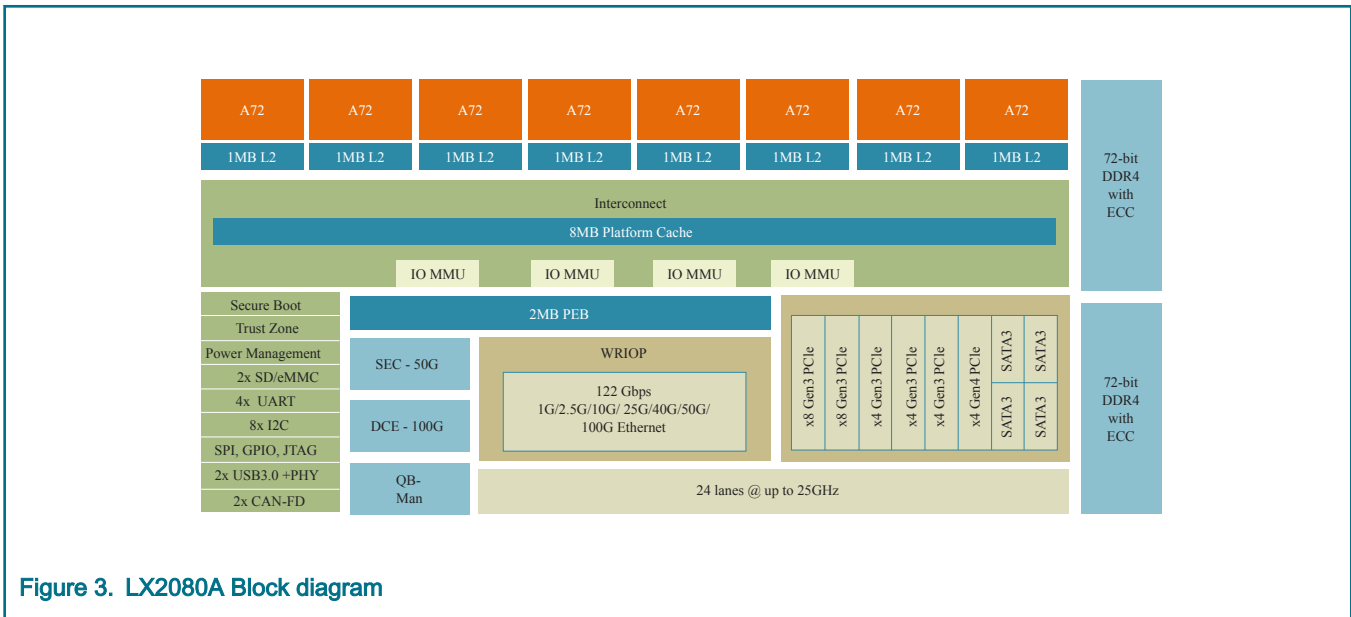 A72
A72
A72
A72
A72
A72
A72
A72
1MB L2
1MB L2
1MB L2
1MB L2
1MB L2
1MB L2
1MB L2
1MB L2
72-bit
DDR4
with
ECC
Interconnect
8MB Platform Cache
IO MMU
IO MMU
IO MMU
IO MMU
Secure Boot
Trust Zone
Power Management
2x SD/eMMC
4x UART
8x I2C
SPI, GPIO, JTAG
2x USB3.0 +PHY
2x CAN-FD
2MB PEB
SEC - 50G
DCE - 100G
QB-
Man
WRIOP
122 Gbps
1G/2.5G/10G/ 25G/40G/50G/
100G Ethernet
x8 Gen3 PCIe
x8 Gen3 PCIe
x4 Gen3 PCIe
x4 Gen3 PCIe
x4 Gen3 PCIe
x4 Gen4 PCIe
SATA3
SATA3
SATA3
SATA3
24 lanes @ up to 25GHz
72-bit
DDR4
with
ECC
Figure 3. LX2080A Block diagram